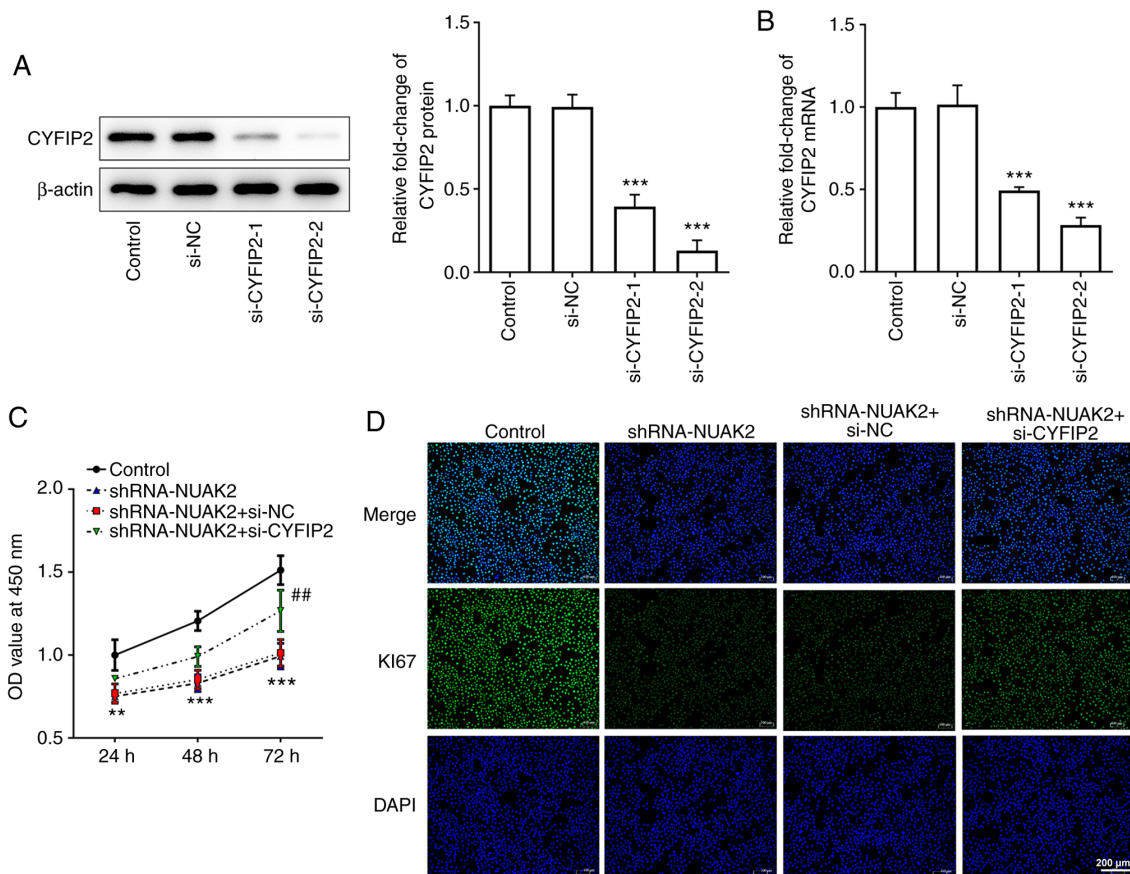 A
CYFIP2
β-actin
Control
si-NC
si-CYFIP2-1
si-CYFIP2-2
Relative fold-change of
CYFIP2 protein
1.0
0.5
0.0
***
***
Control
si-NC
si-CYFIP2-1
si-CYFIP2-2
B
Relative fold-change of
CYFIP2 mRNA
1.5
1.0
0.5
0.0
***
***
Control
si-NC
si-CYFIP2-1
si-CYFIP2-2
C
Control
shRNA-NUAK2
shRNA-NUAK2+si-NC
shRNA-NUAK2+si-CYFIP2
OD value at 450 nm
2.0
1.5
1.0
0.5
##
**
***
***
24 h
48 h
72 h
D
Control
shRNA-NUAK2
shRNA-NUAK2+
si-NC
shRNA-NUAK2+
si-CYFIP2
Merge
KI67
DAPI
200 µm